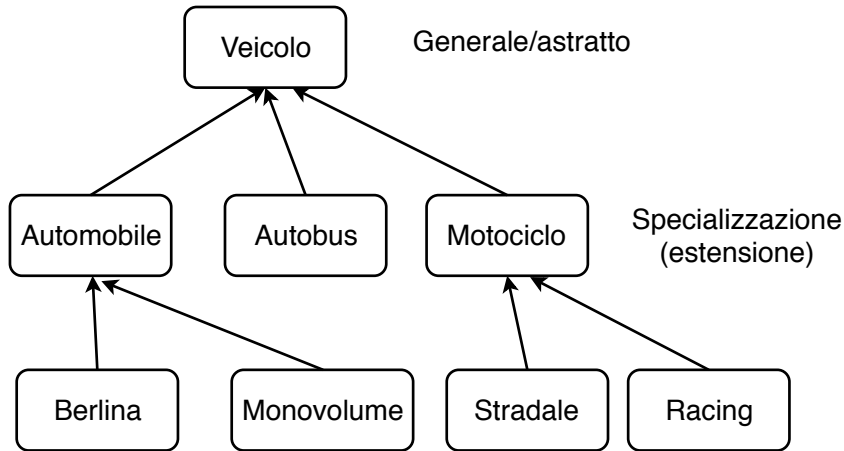 Veicolo
Generale/astratto
Automobile
Autobus
Motociclo
Specializzazione
(estensione)
Berlina
Monovolume
Stradale
Racing